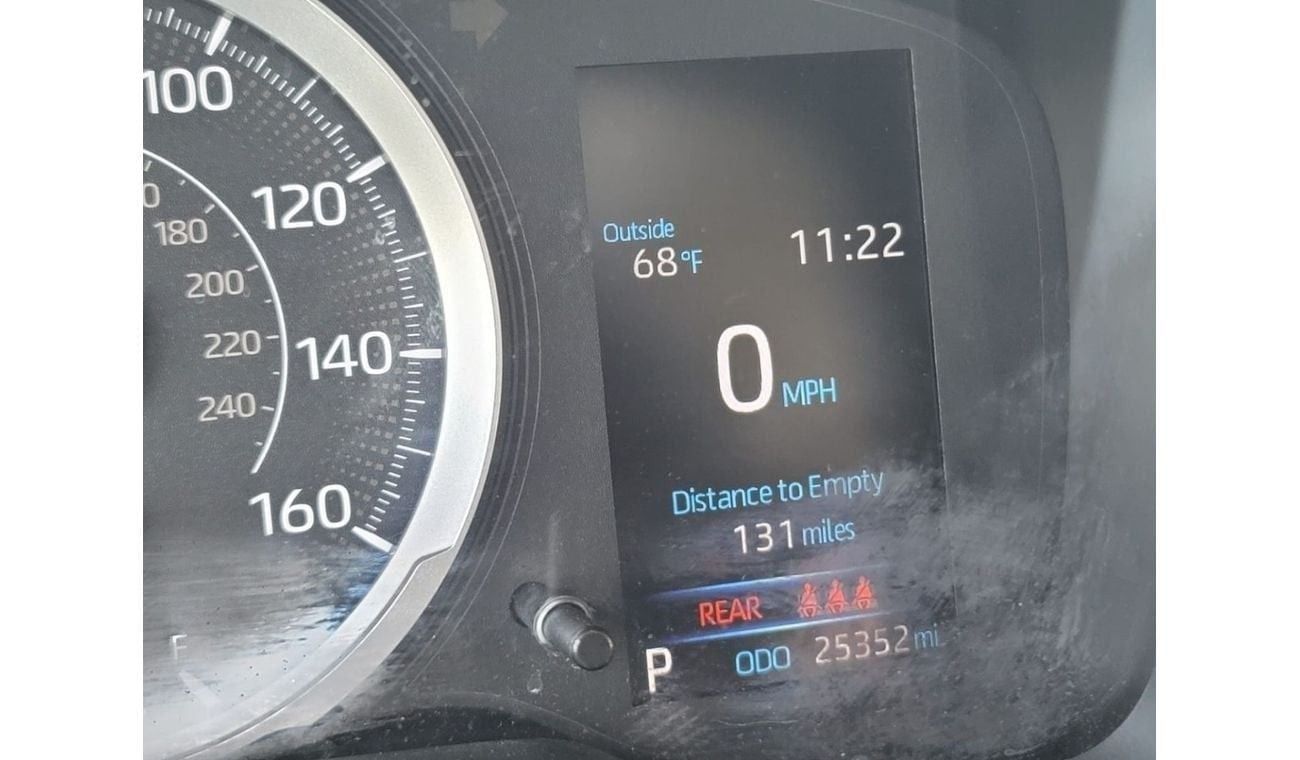 100
120
140
160
180
200
220
240
F
Outside
68°F
11:22
0 MPH
Distance to Empty
131 miles
REAR
P ODO 25352 mi